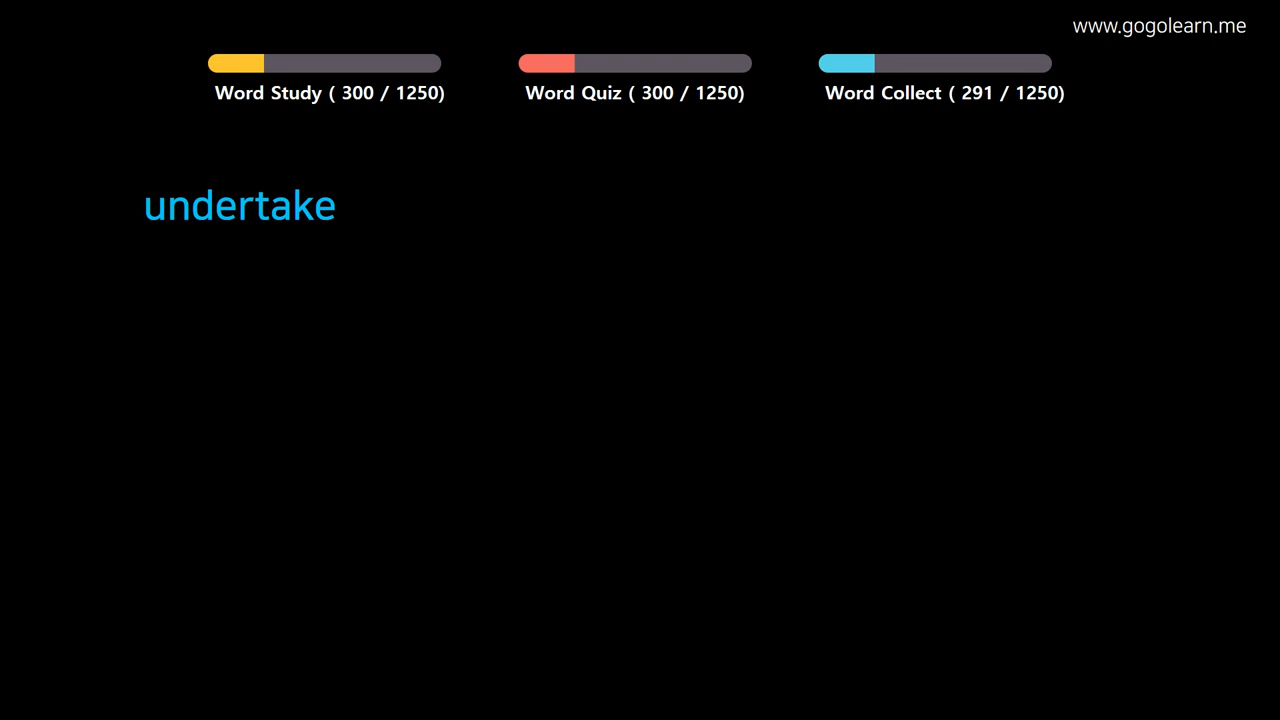 www.gogolearn.me
Word Study ( 300 / 1250)
Word Quiz ( 300 / 1250)
Word Collect ( 291 / 1250)
undertake